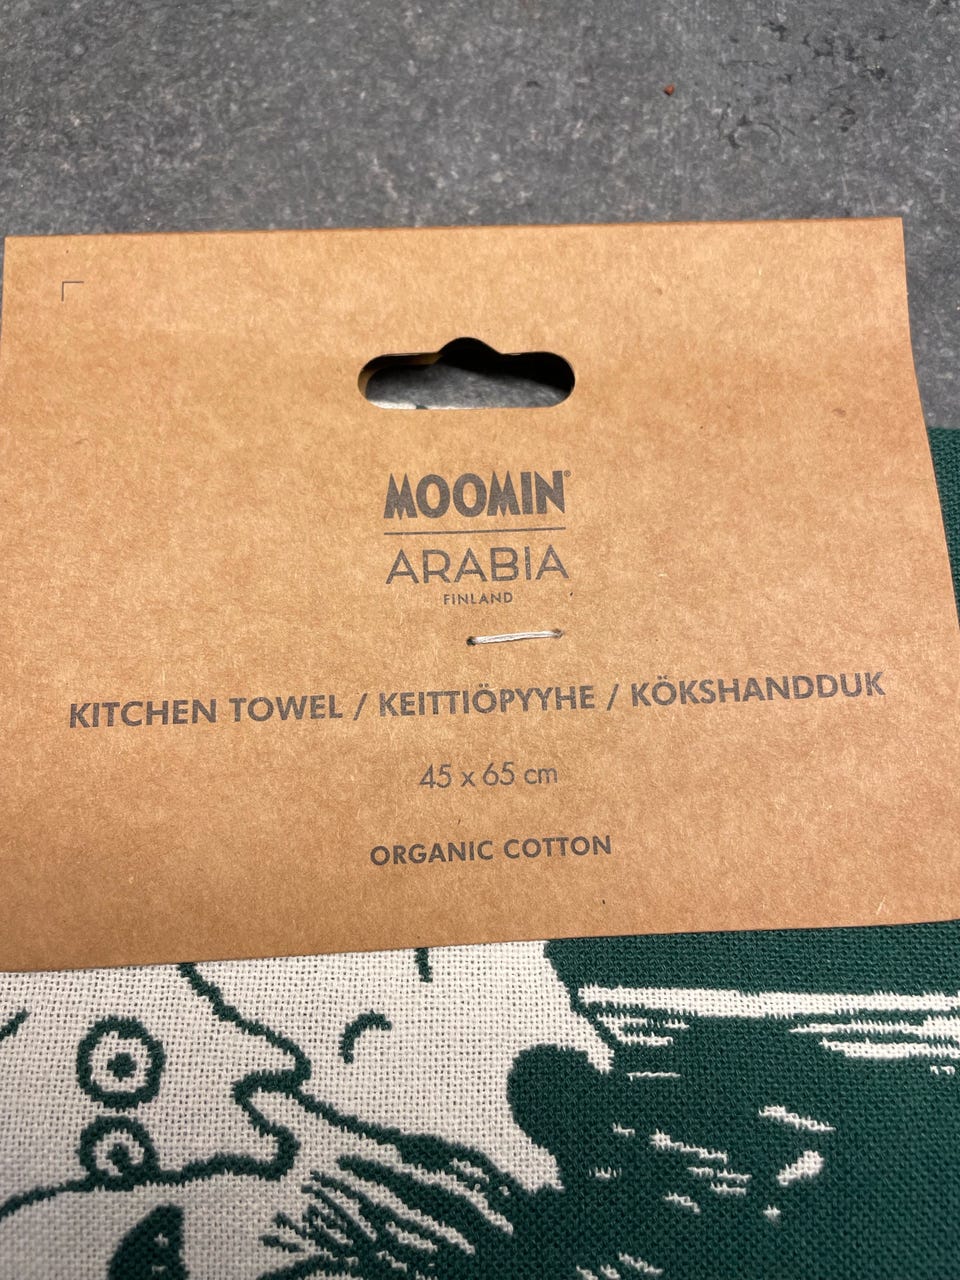 MOOMIN®
ARABIA
FINLAND
KITCHEN TOWEL / KEITTIÖPYYHE / KÖKSHANDDUK
45 x 65 cm
ORGANIC COTTON